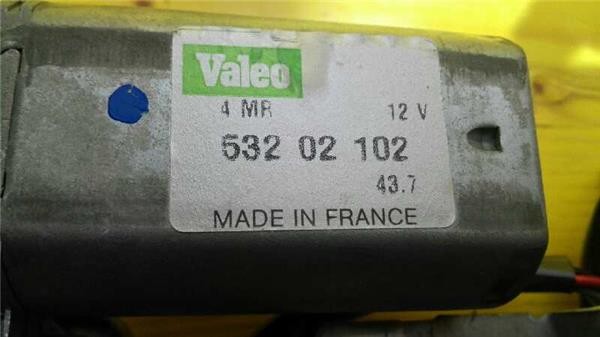 Valeo
4 MR 12 V
532 02 102
43.7
MADE IN FRANCE